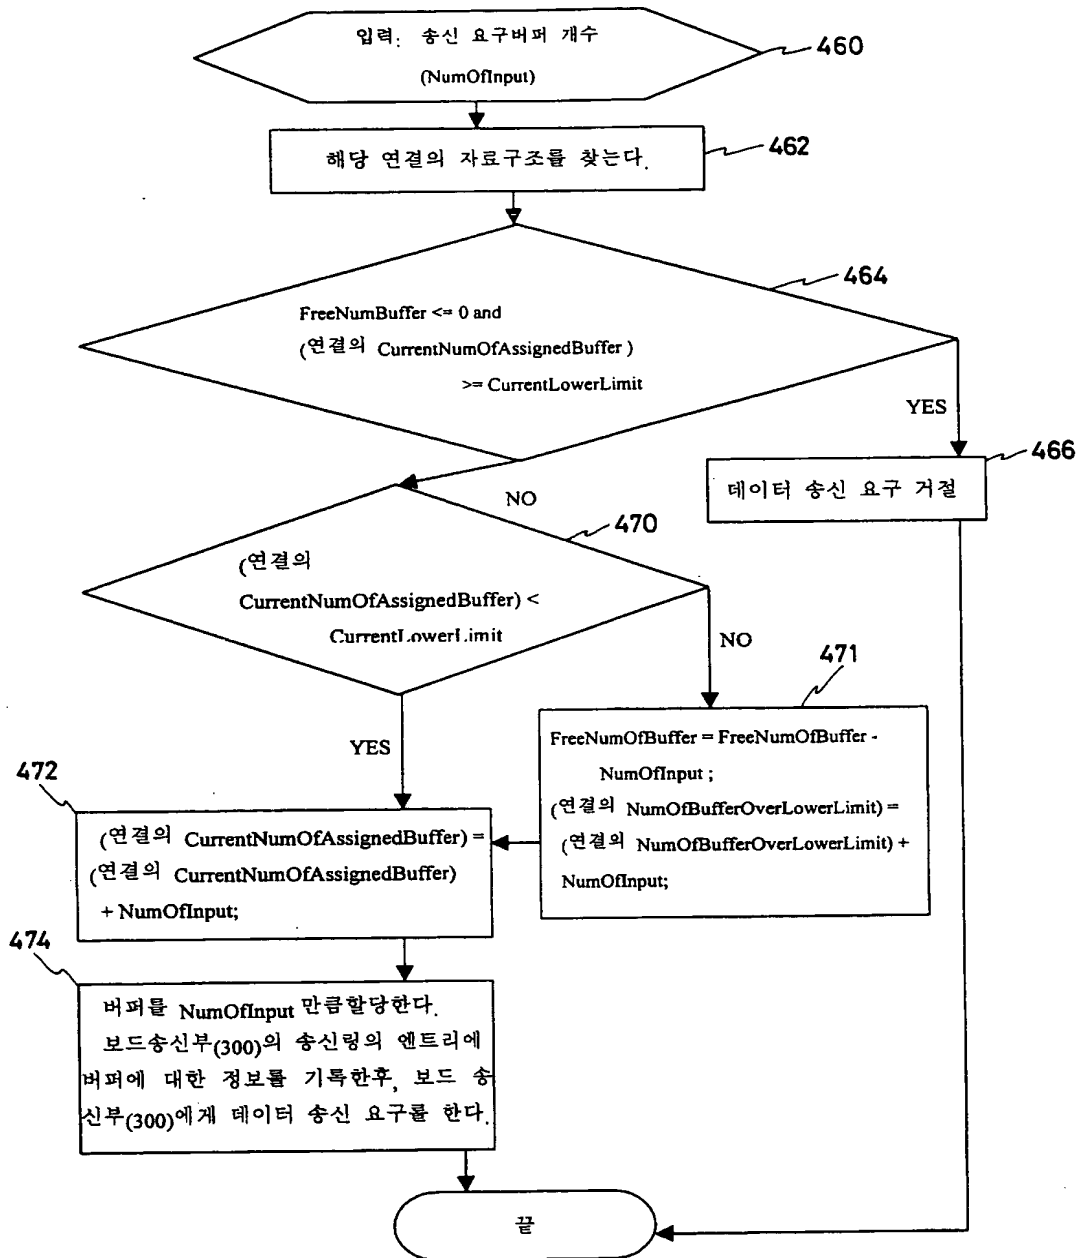 입력: 송신 요구버퍼 개수
(NumOfInput)
460
해당 연결의 자료구조를 찾는다.
462
464
FreeNumBuffer <= 0 and
(연결의 CurrentNumOfAssignedBuffer )
>= CurrentLowerLimit
YES
466
데이터 송신 요구 거절
NO
470
(연결의
CurrentNumOfAssignedBuffer) <
CurrentLowerLimit
NO
471
FreeNumOfBuffer = FreeNumOfBuffer -
NumOfInput ;
(연결의 NumOfBufferOverLowerLimit) =
(연결의 NumOfBufferOverLowerLimit) +
NumOfInput;
YES
472
(연결의 CurrentNumOfAssignedBuffer) =
(연결의 CurrentNumOfAssignedBuffer)
+ NumOfInput;
474
버퍼를 NumOfInput 만큼할당한다.
보드송신부(300)의 송신링의 엔트리에
버퍼에 대한 정보를 기록한후, 보드 송
신부(300)에게 데이터 송신 요구를 한다.
끝